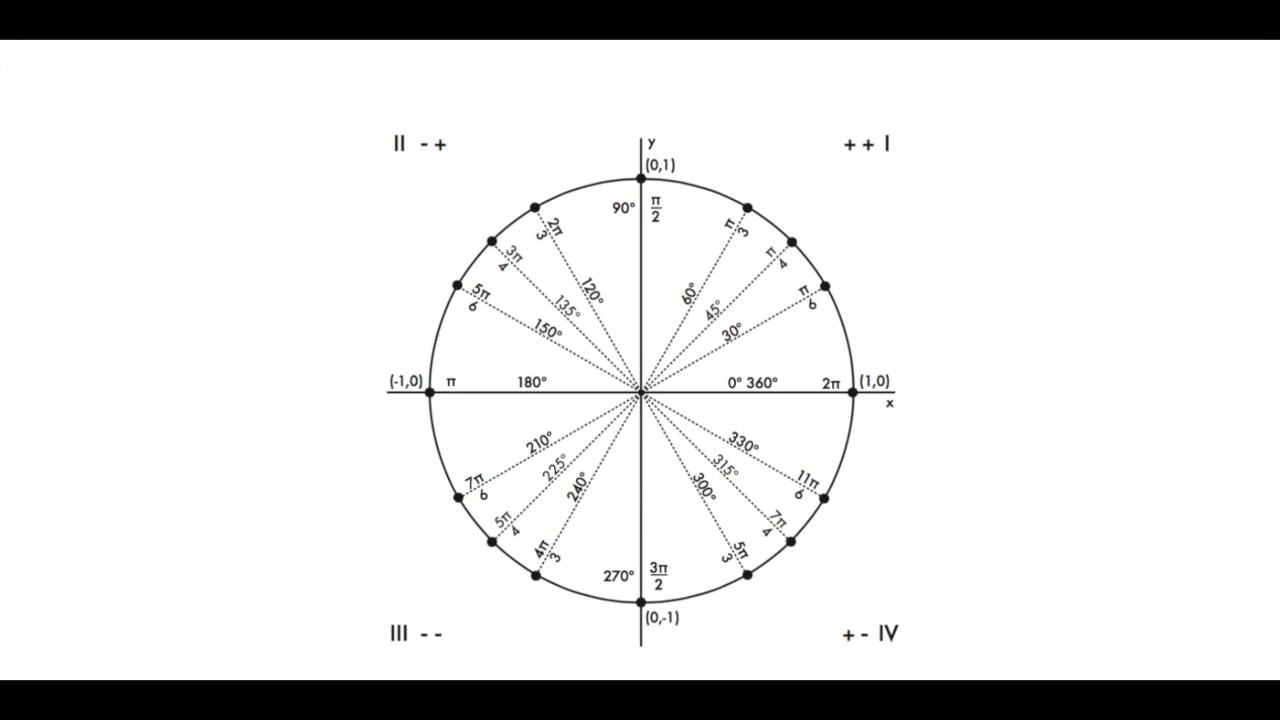 II - + + + I
y
(0,1)
90° π/2
2π/3 π/3
3π/4 π/4
5π/6 π/6
120° 60°
135° 45°
150° 30°
(-1,0) π 180° 0° 360° 2π (1,0)
x
210° 330°
225° 315°
240° 300°
7π/6 11π/6
5π/4 7π/4
4π/3 5π/3
270° 3π/2
(0,-1)
III - - + - IV